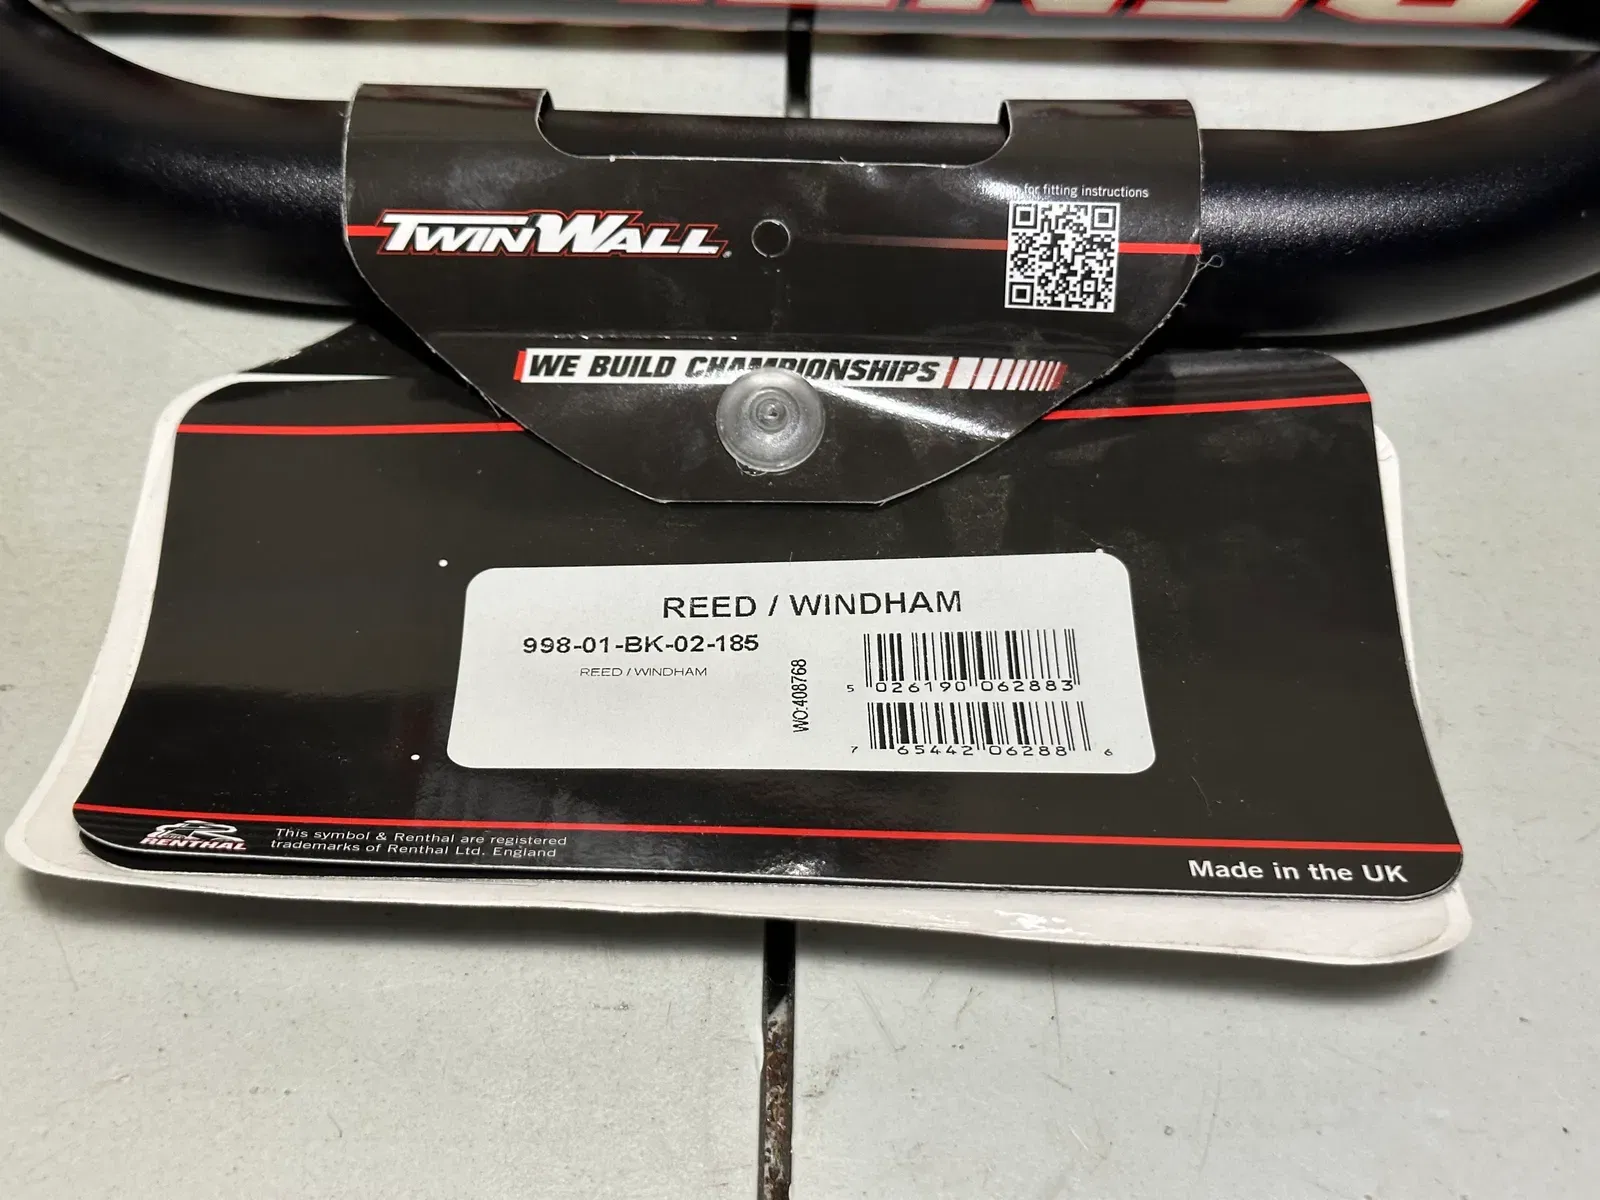 for fitting instructions
TWINWALL®
WE BUILD CHAMPIONSHIPS
REED / WINDHAM
998-01-BK-02-185
REED / WINDHAM
WO:408768
5 026190 062883
7 65442 06288 6
RENTHAL
This symbol & Renthal are registered
trademarks of Renthal Ltd. England
Made in the UK